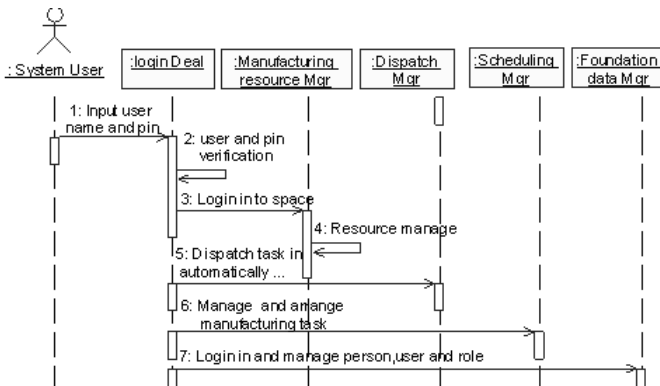 : System User
:login Deal
:Manufacturing
resource Mgr
:Dispatch
Mgr
:Scheduling
Mgr
:Foundation
data Mgr
1: Input user
name and pin
2: user and pin
verification
3: Login in to space
4: Resource manage
5: Dispatch task in
automatically ...
6: Manage and arrange
manufacturing task
7: Login in and manage person,user and role